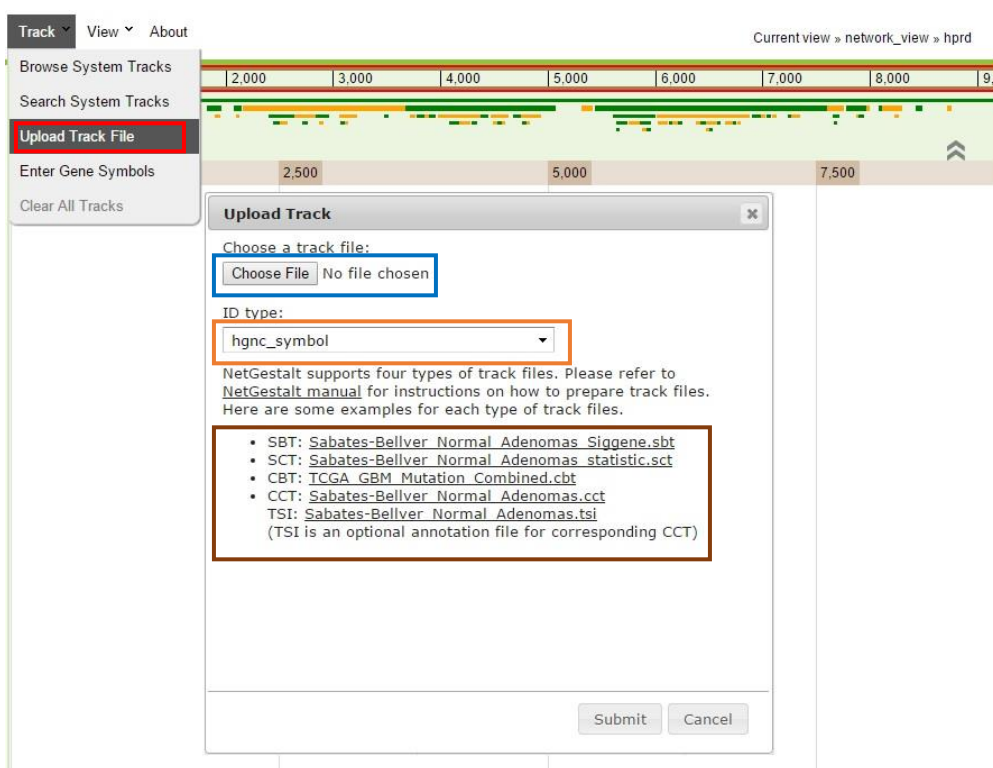 Track View About
Current view » network_view » hprd
Browse System Tracks
Search System Tracks
Upload Track File
Enter Gene Symbols
Clear All Tracks
2,000 3,000 4,000 5,000 6,000 7,000 8,000 9,
2,500 5,000 7,500
Upload Track
Choose a track file:
Choose File No file chosen
ID type:
hgnc_symbol
NetGestalt supports four types of track files. Please refer to
NetGestalt manual for instructions on how to prepare track files.
Here are some examples for each type of track files.
• SBT: Sabates-Bellver_Normal_Adenomas_Siggene.sbt
• SCT: Sabates-Bellver_Normal_Adenomas_statistic.sct
• CBT: TCGA_GBM_Mutation_Combined.cbt
• CCT: Sabates-Bellver_Normal_Adenomas.cct
TSI: Sabates-Bellver_Normal_Adenomas.tsi
(TSI is an optional annotation file for corresponding CCT)
Submit Cancel